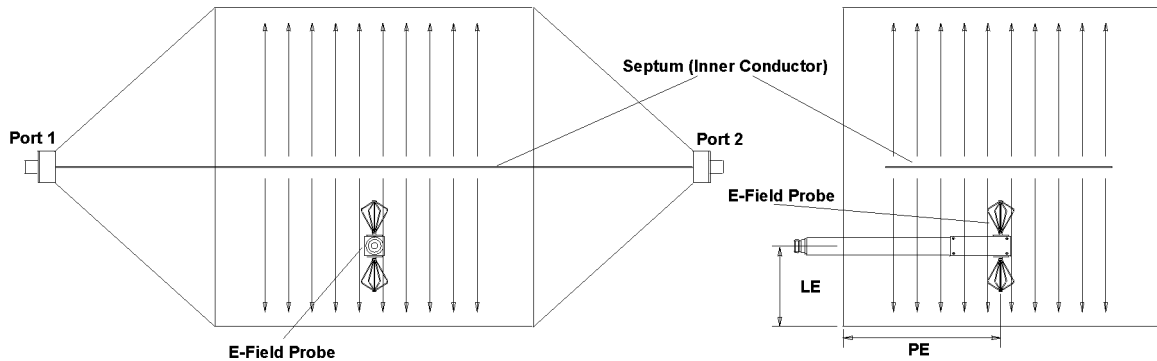 Septum (Inner Conductor)
Port 1
Port 2
E-Field Probe
LE
E-Field Probe
PE